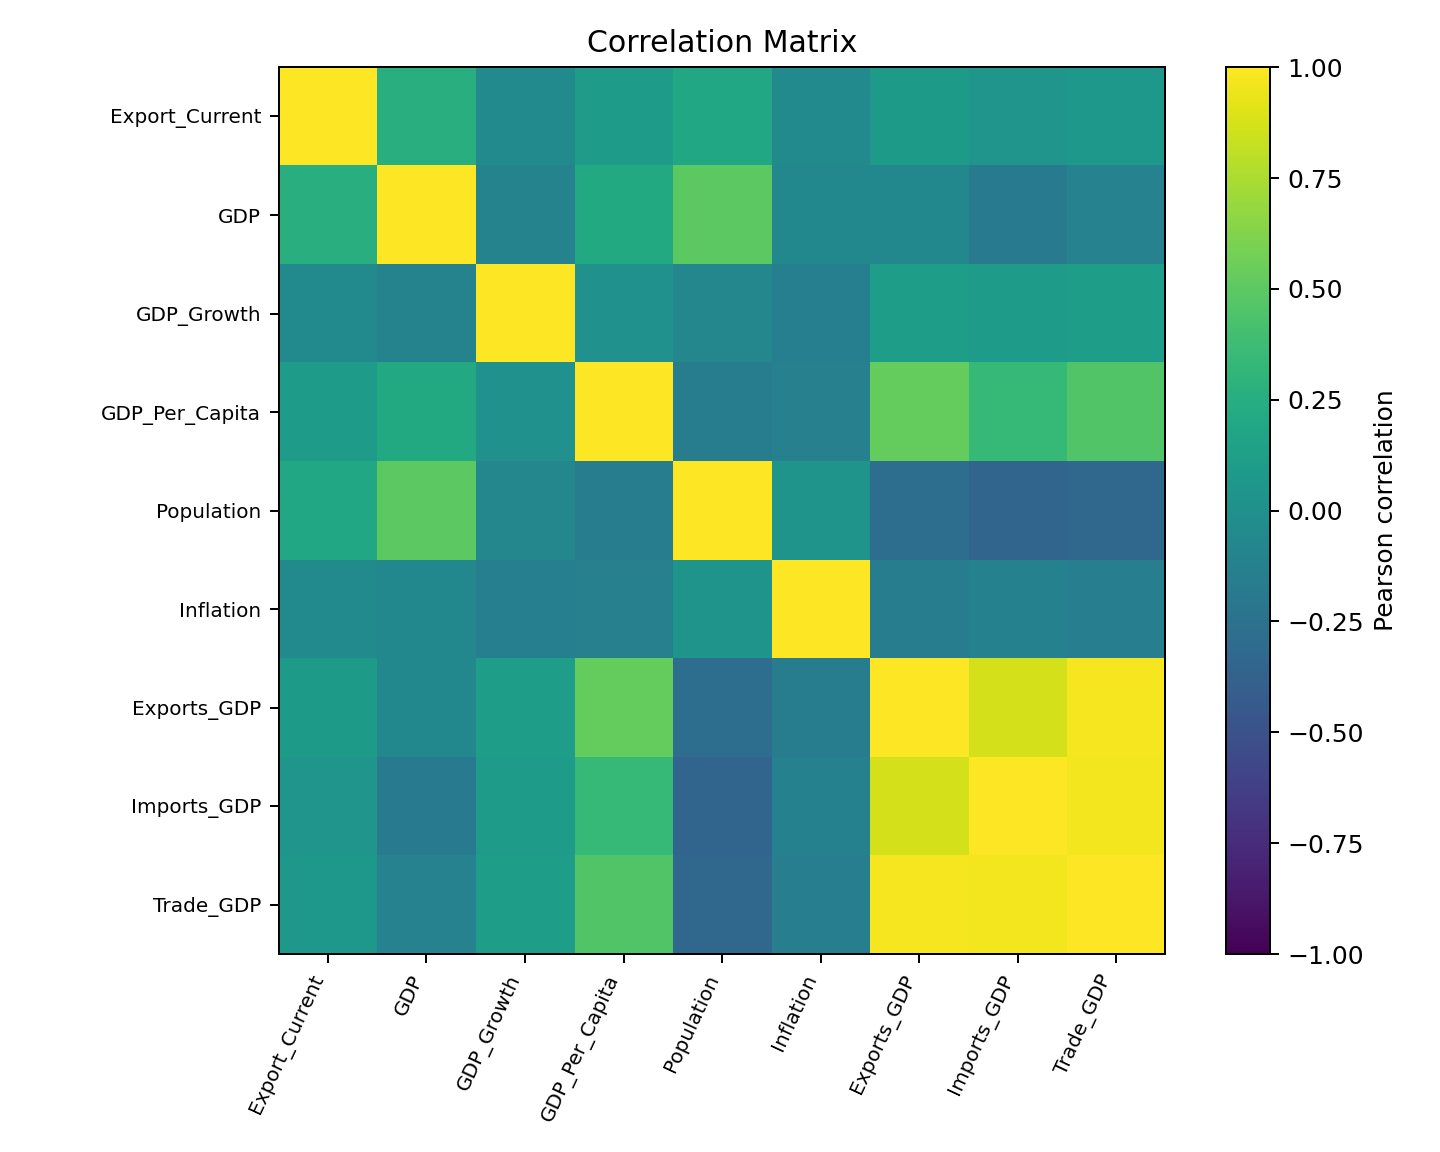 Correlation Matrix
Export_Current
GDP
GDP_Growth
GDP_Per_Capita
Population
Inflation
Exports_GDP
Imports_GDP
Trade_GDP
Export_Current
GDP
GDP_Growth
GDP_Per_Capita
Population
Inflation
Exports_GDP
Imports_GDP
Trade_GDP
1.00
0.75
0.50
0.25
0.00
−0.25
−0.50
−0.75
−1.00
Pearson correlation